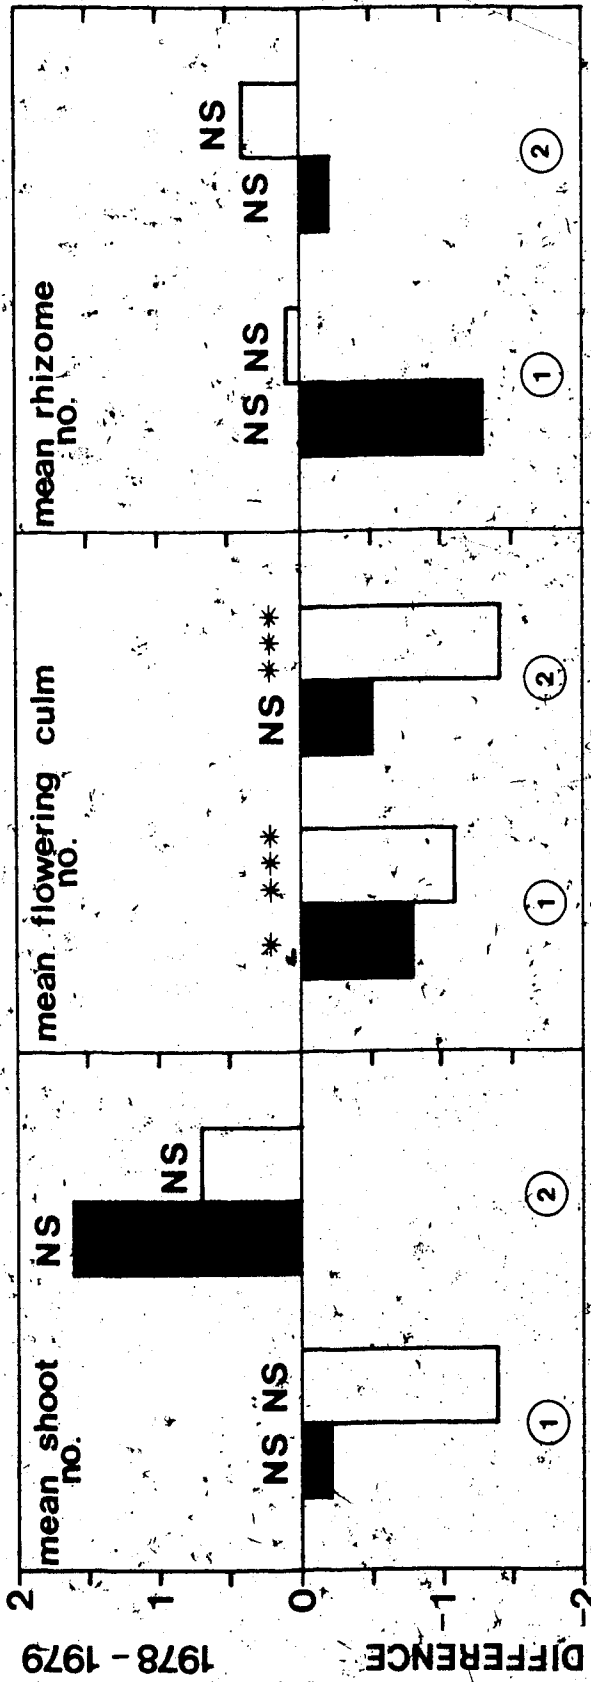 mean shoot
no.
mean flowering culm
no.
mean rhizome
no.
DIFFERENCE 1978 - 1979
2
1
0
-1
-2
NS NS
NS
NS
* ***
NS ***
NS NS
NS NS
1
2
1
2
1
2